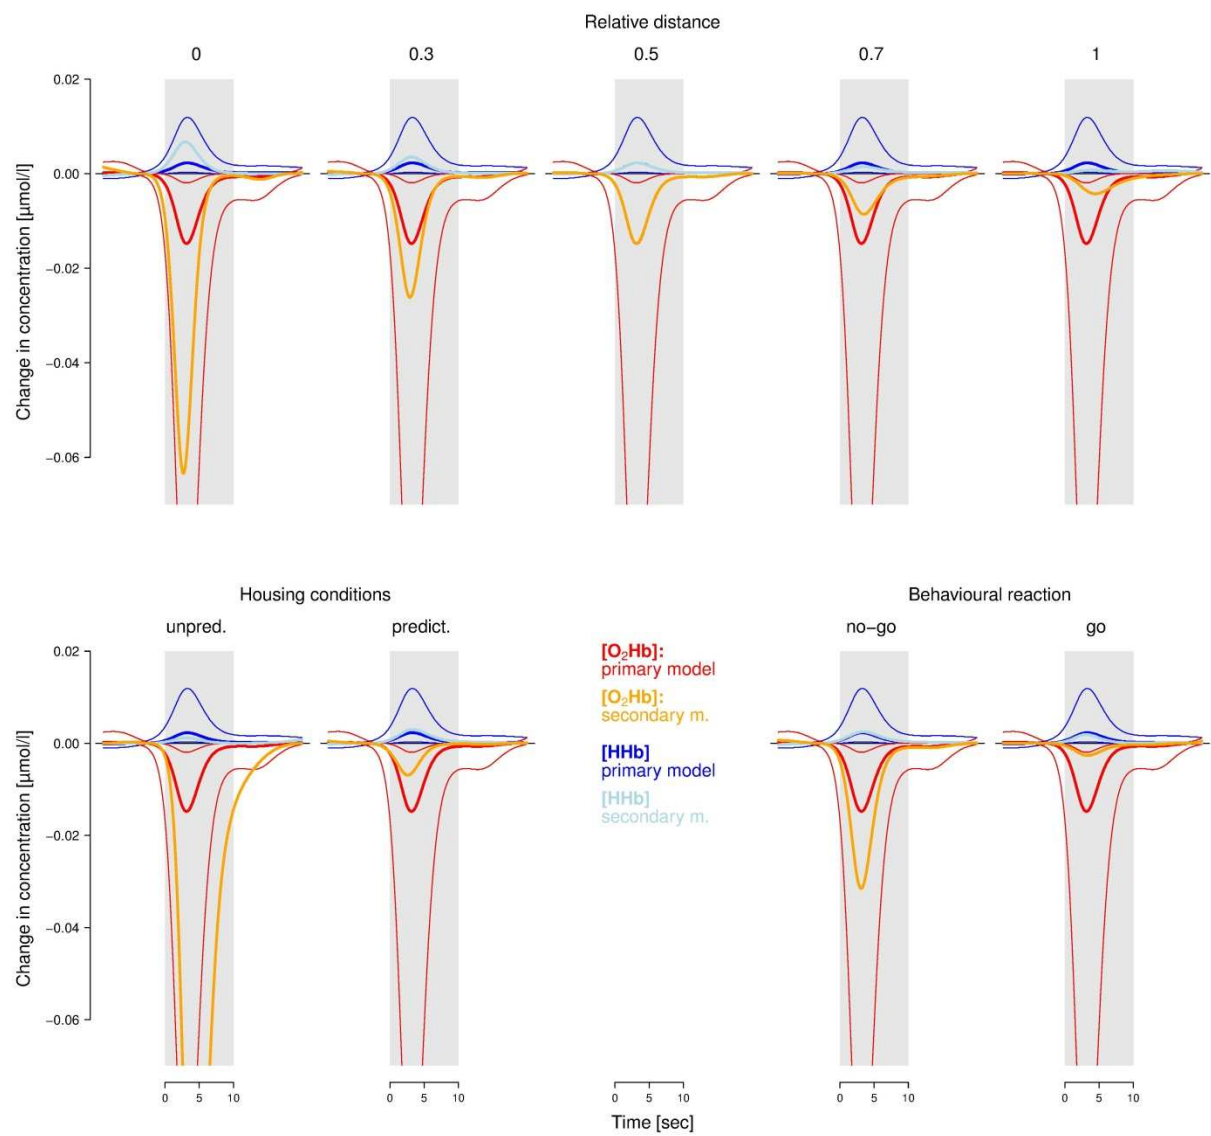 Relative distance
0 0.3 0.5 0.7 1
0.02
0.00
−0.02
−0.04
−0.06
Change in concentration [µmol/l]
Housing conditions
unpred. predict.
Behavioural reaction
no−go go
[O₂Hb]:
primary model
[O₂Hb]:
secondary m.
[HHb]
primary model
[HHb]
secondary m.
0.02
0.00
−0.02
−0.04
−0.06
Change in concentration [µmol/l]
0 5 10 0 5 10 0 5 10 0 5 10 0 5 10
Time [sec]